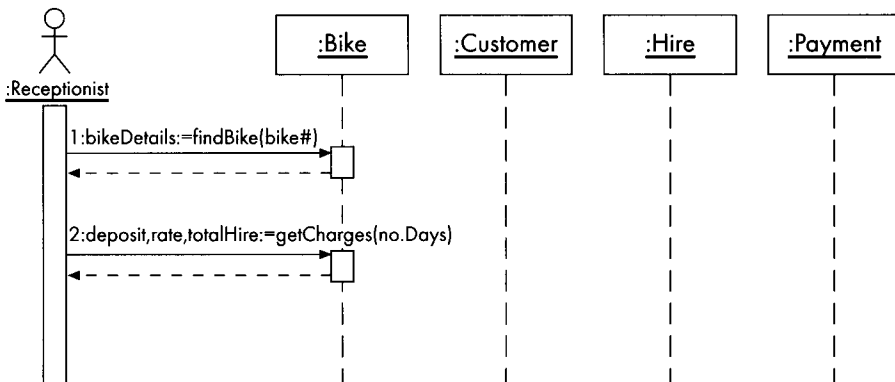 :Bike
:Customer
:Hire
:Payment
:Receptionist
1:bikeDetails:=findBike(bike#)
2:deposit,rate,totalHire:=getCharges(no.Days)